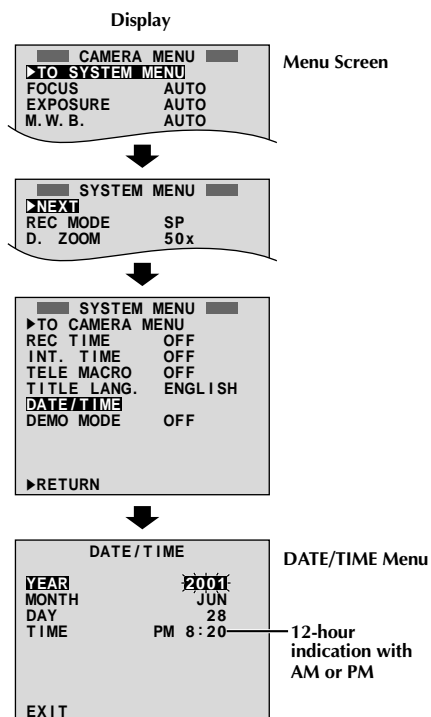 Display
CAMERA MENU
Menu Screen
▶TO SYSTEM MENU
FOCUS AUTO
EXPOSURE AUTO
M.W.B. AUTO
SYSTEM MENU
▶NEXT
REC MODE SP
D. ZOOM 50x
SYSTEM MENU
▶TO CAMERA MENU
REC TIME OFF
INT. TIME OFF
TELE MACRO OFF
TITLE LANG. ENGLISH
DATE/TIME
DEMO MODE OFF
▶RETURN
DATE/TIME
DATE/TIME Menu
YEAR 2001
MONTH JUN
DAY 28
TIME PM 8:20
12-hour
indication with
AM or PM
EXIT